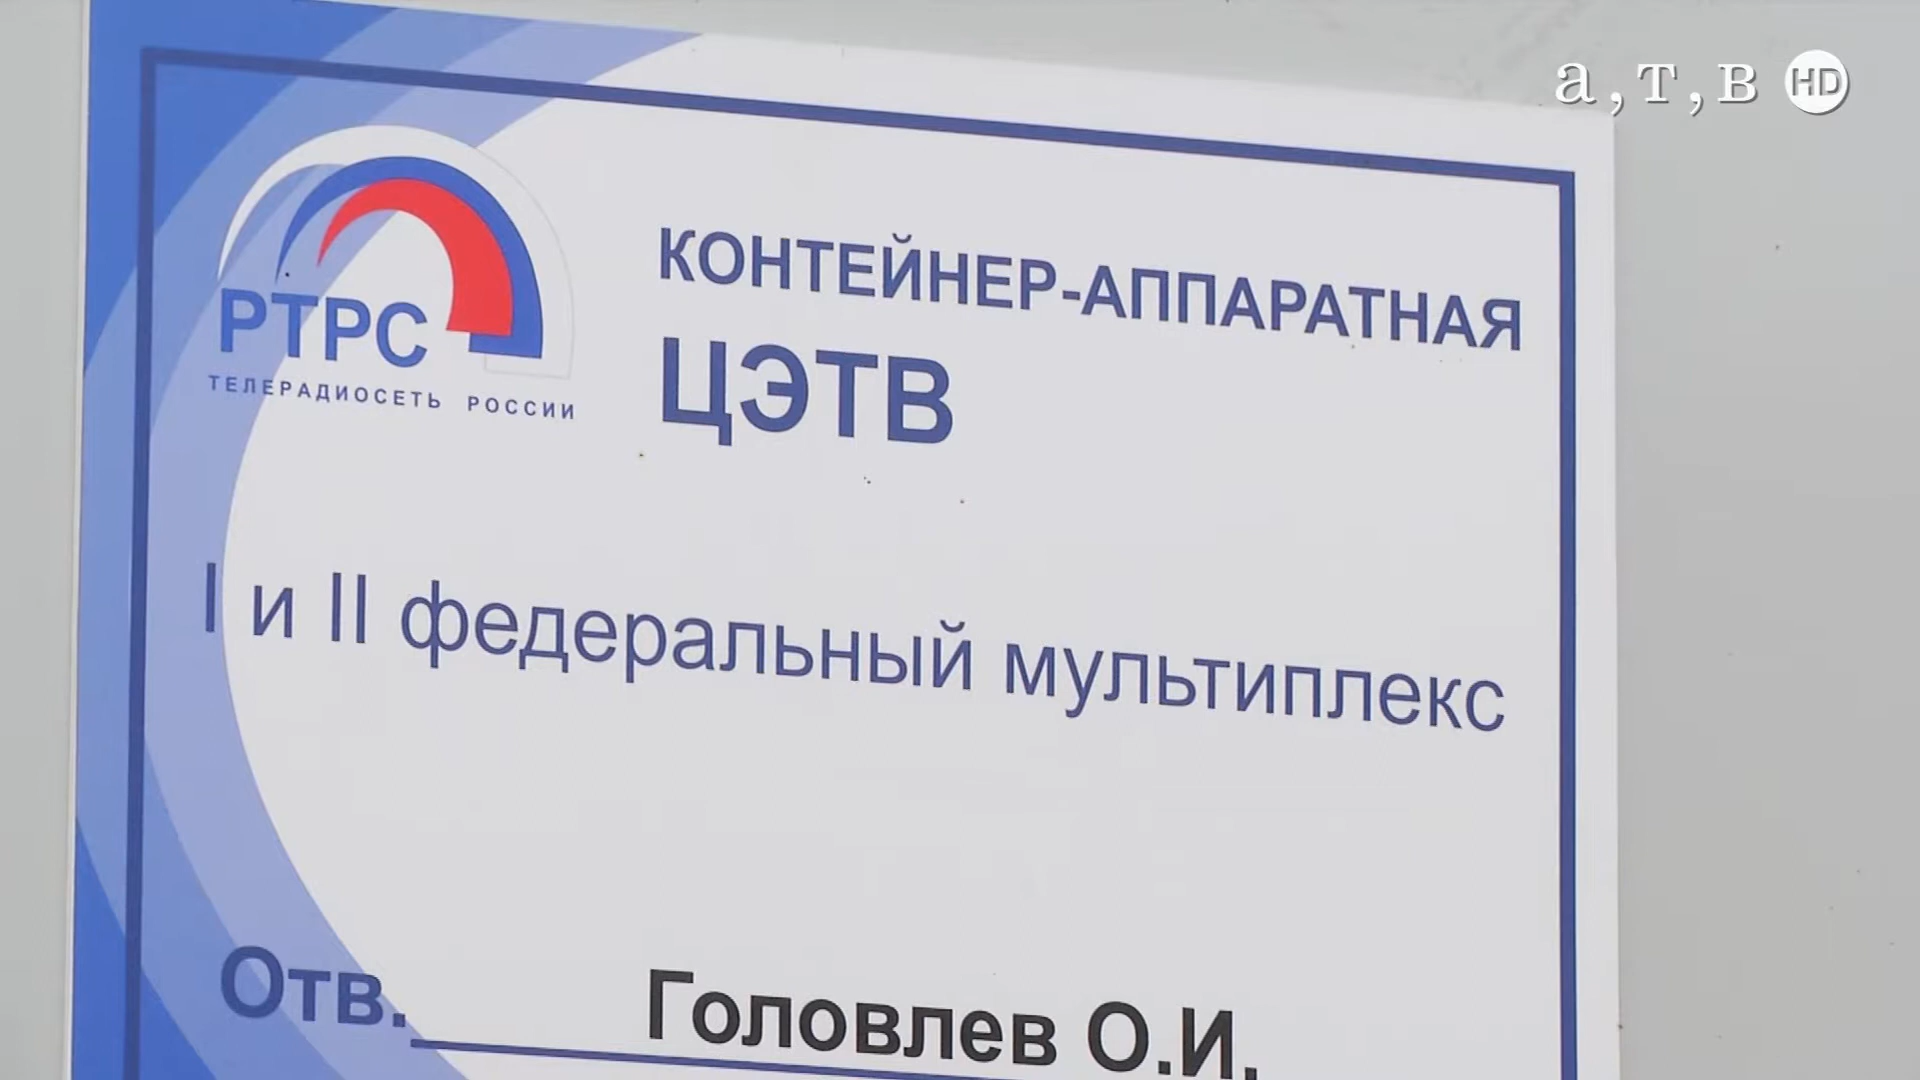 а,т,в HD
РТРС
ТЕЛЕРАДИОСЕТЬ РОССИИ
КОНТЕЙНЕР-АППАРАТНАЯ
ЦЭТВ
I и II федеральный мультиплекс
Отв. Головлев О.И.